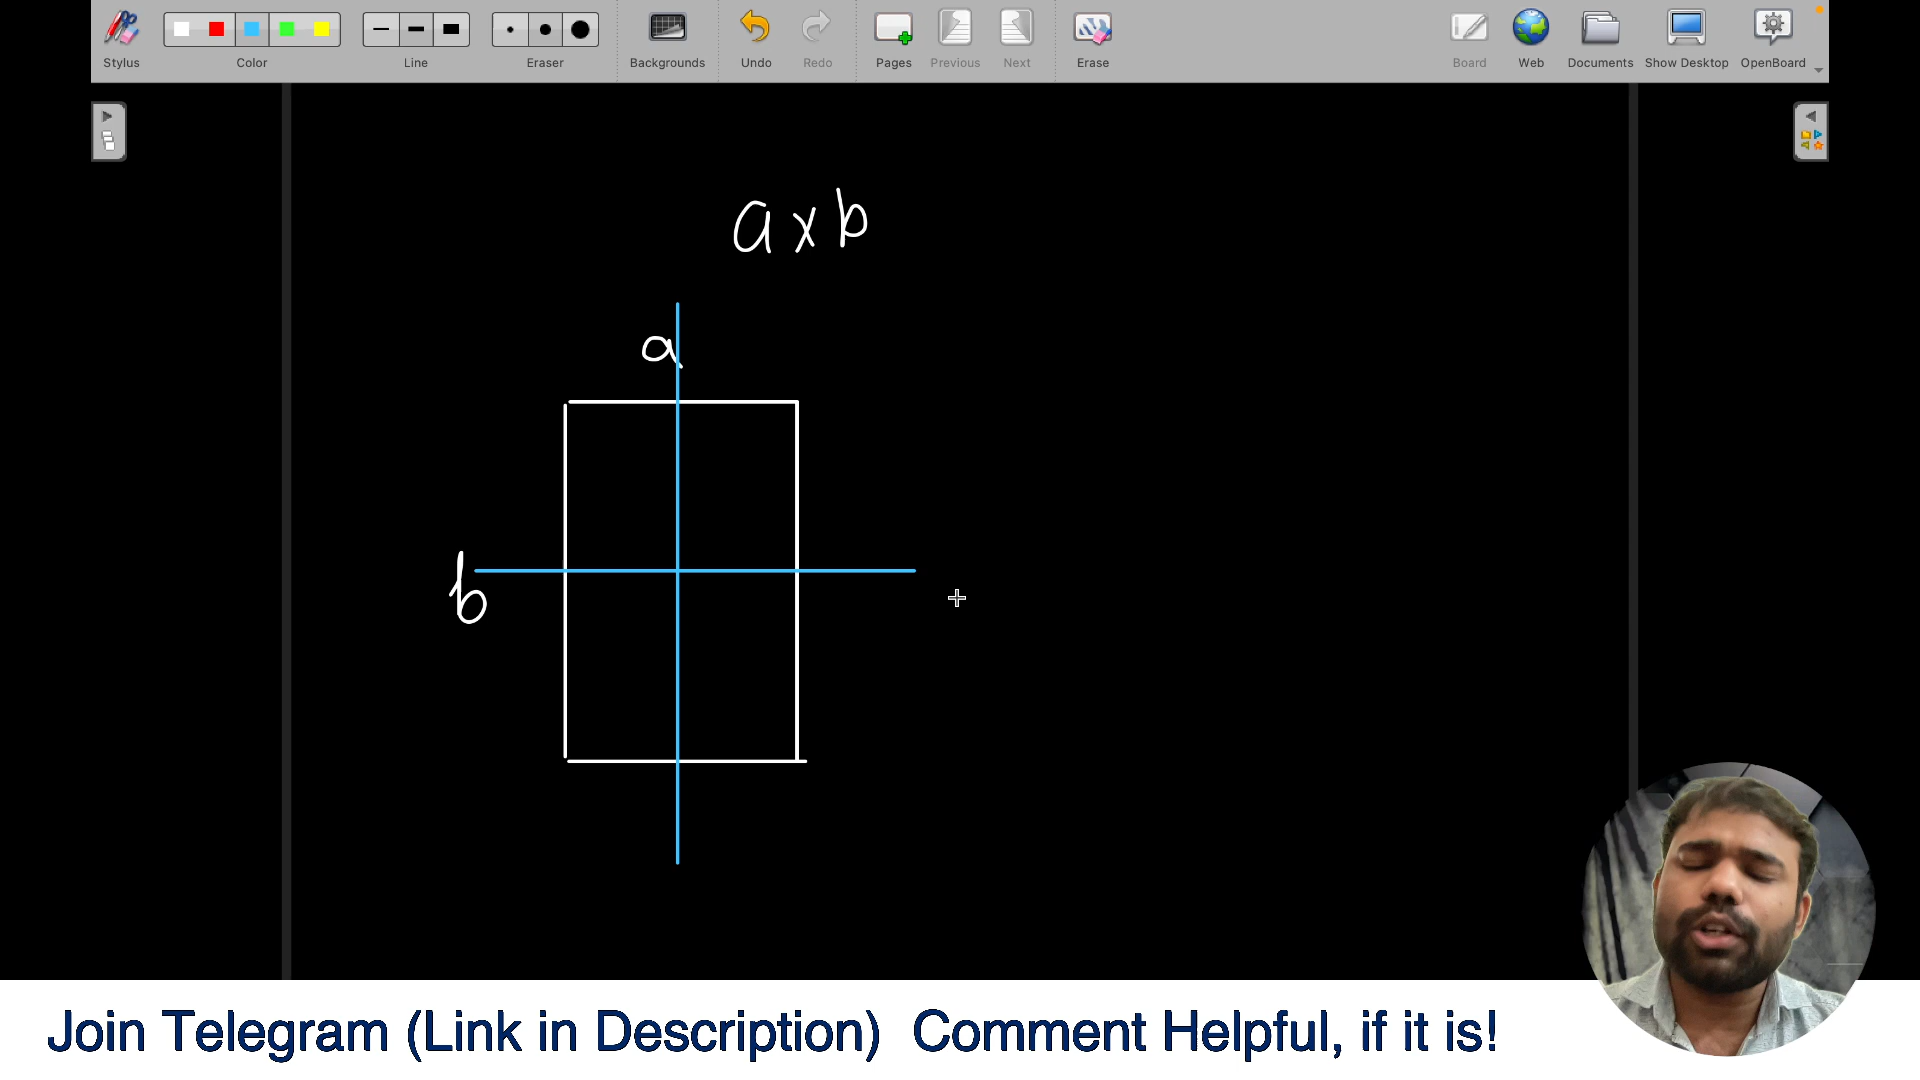 Stylus Color Line Eraser Backgrounds Undo Redo Pages Previous Next Erase Board Web Documents Show Desktop OpenBoard
a x b
a
b
Join Telegram (Link in Description) Comment Helpful, if it is!